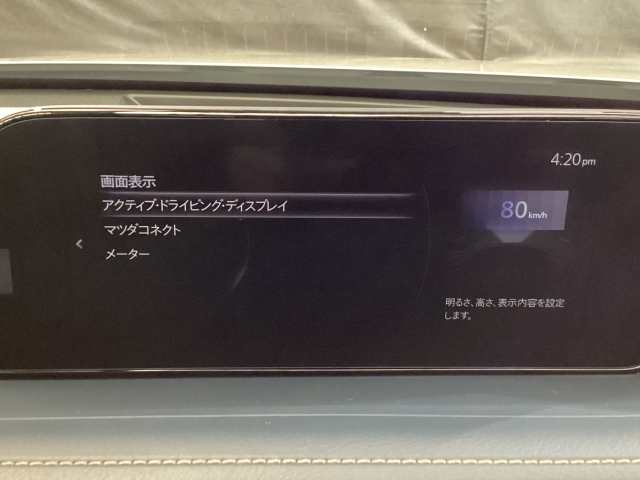 4:20pm
画面表示
アクティブ・ドライビング・ディスプレイ
マツダコネクト
メーター
80km/h
明るさ、高さ、表示内容を設定
します。